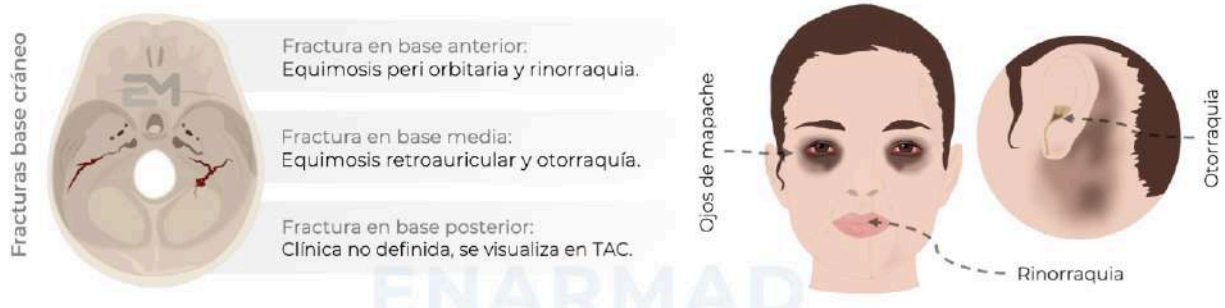 Fracturas base cráneo
EM
Fractura en base anterior:
Equimosis peri orbitaria y rinorraquia.
Fractura en base media:
Equimosis retroauricular y otorraquía.
Fractura en base posterior:
Clínica no definida, se visualiza en TAC.
ENARMAD
Ojos de mapache
Otorraquia
Rinorraquia